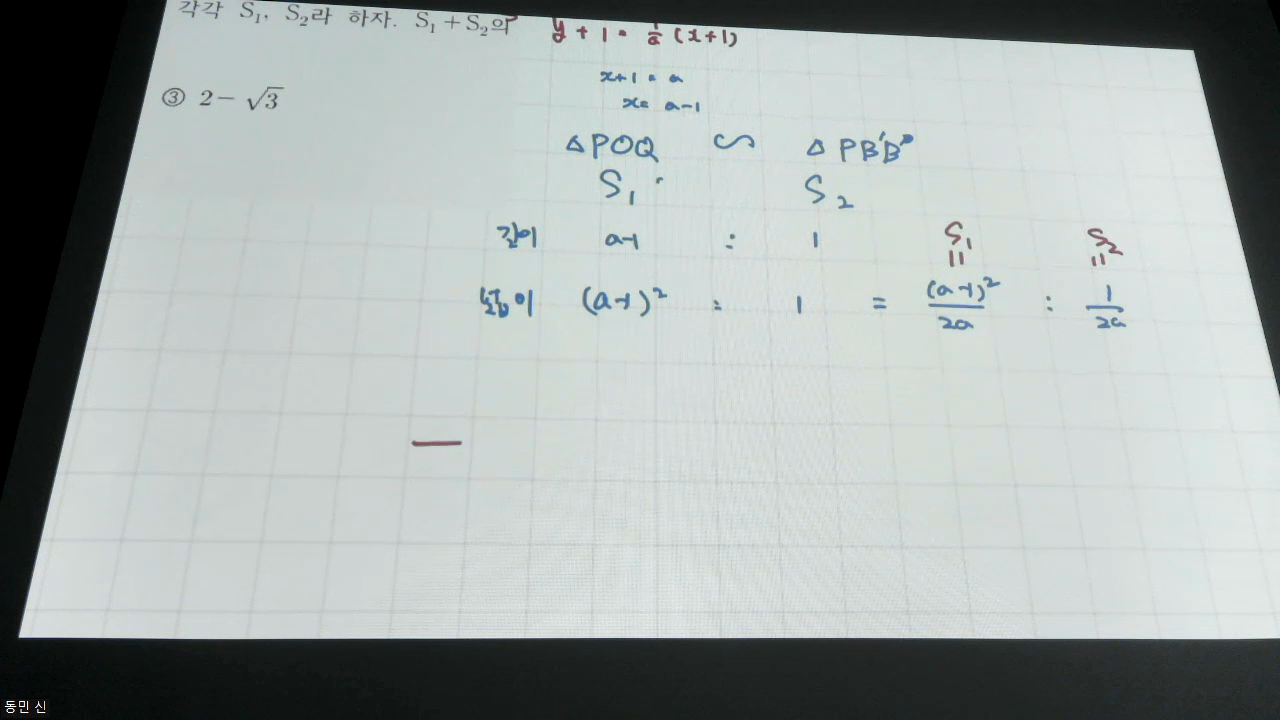 각각 S₁, S₂라 하자. S₁+S₂의
y+1 = 1/a (x+1)
③ 2-√3
x+1 = a
x = a-1
△POQ ∽ △PB'B
S₁ S₂
길이 a-1 : 1
S₁ S₂
|| ||
넓이 (a-1)² : 1 = (a-1)²/2a : 1/2a
동민 신